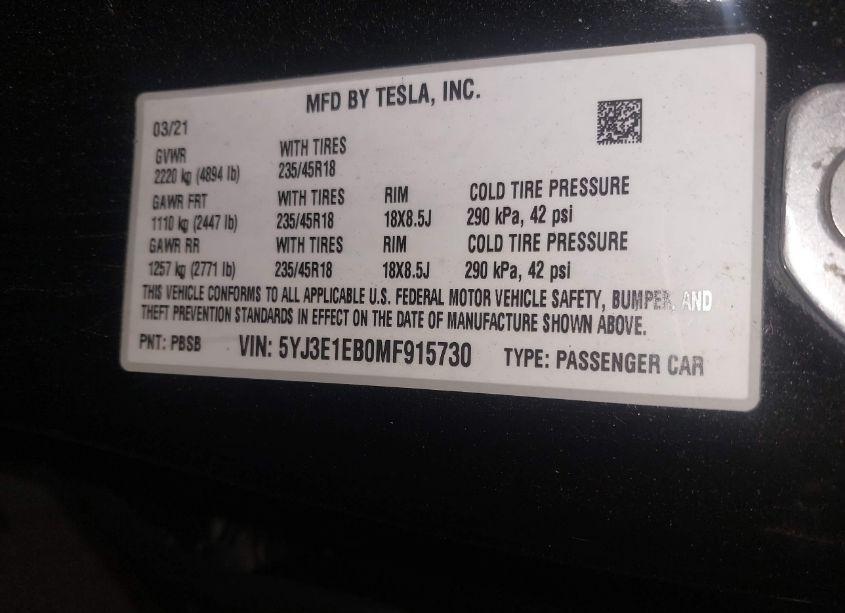 MFD BY TESLA, INC.
03/21
GVWR WITH TIRES
2220 kg (4894 lb) 235/45R18
GAWR FRT WITH TIRES RIM COLD TIRE PRESSURE
1110 kg (2447 lb) 235/45R18 18X8.5J 290 kPa, 42 psi
GAWR RR WITH TIRES RIM COLD TIRE PRESSURE
1257 kg (2771 lb) 235/45R18 18X8.5J 290 kPa, 42 psi
THIS VEHICLE CONFORMS TO ALL APPLICABLE U.S. FEDERAL MOTOR VEHICLE SAFETY, BUMPER, AND
THEFT PREVENTION STANDARDS IN EFFECT ON THE DATE OF MANUFACTURE SHOWN ABOVE.
PNT: PBSB VIN: 5YJ3E1EB0MF915730 TYPE: PASSENGER CAR